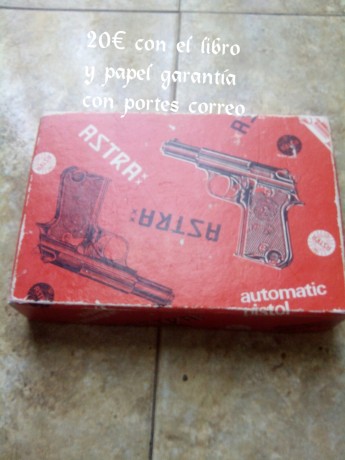 20€ con el libro
y papel garantía
con portes correo
ASTRA:
ASTRA:
automatic
pistol